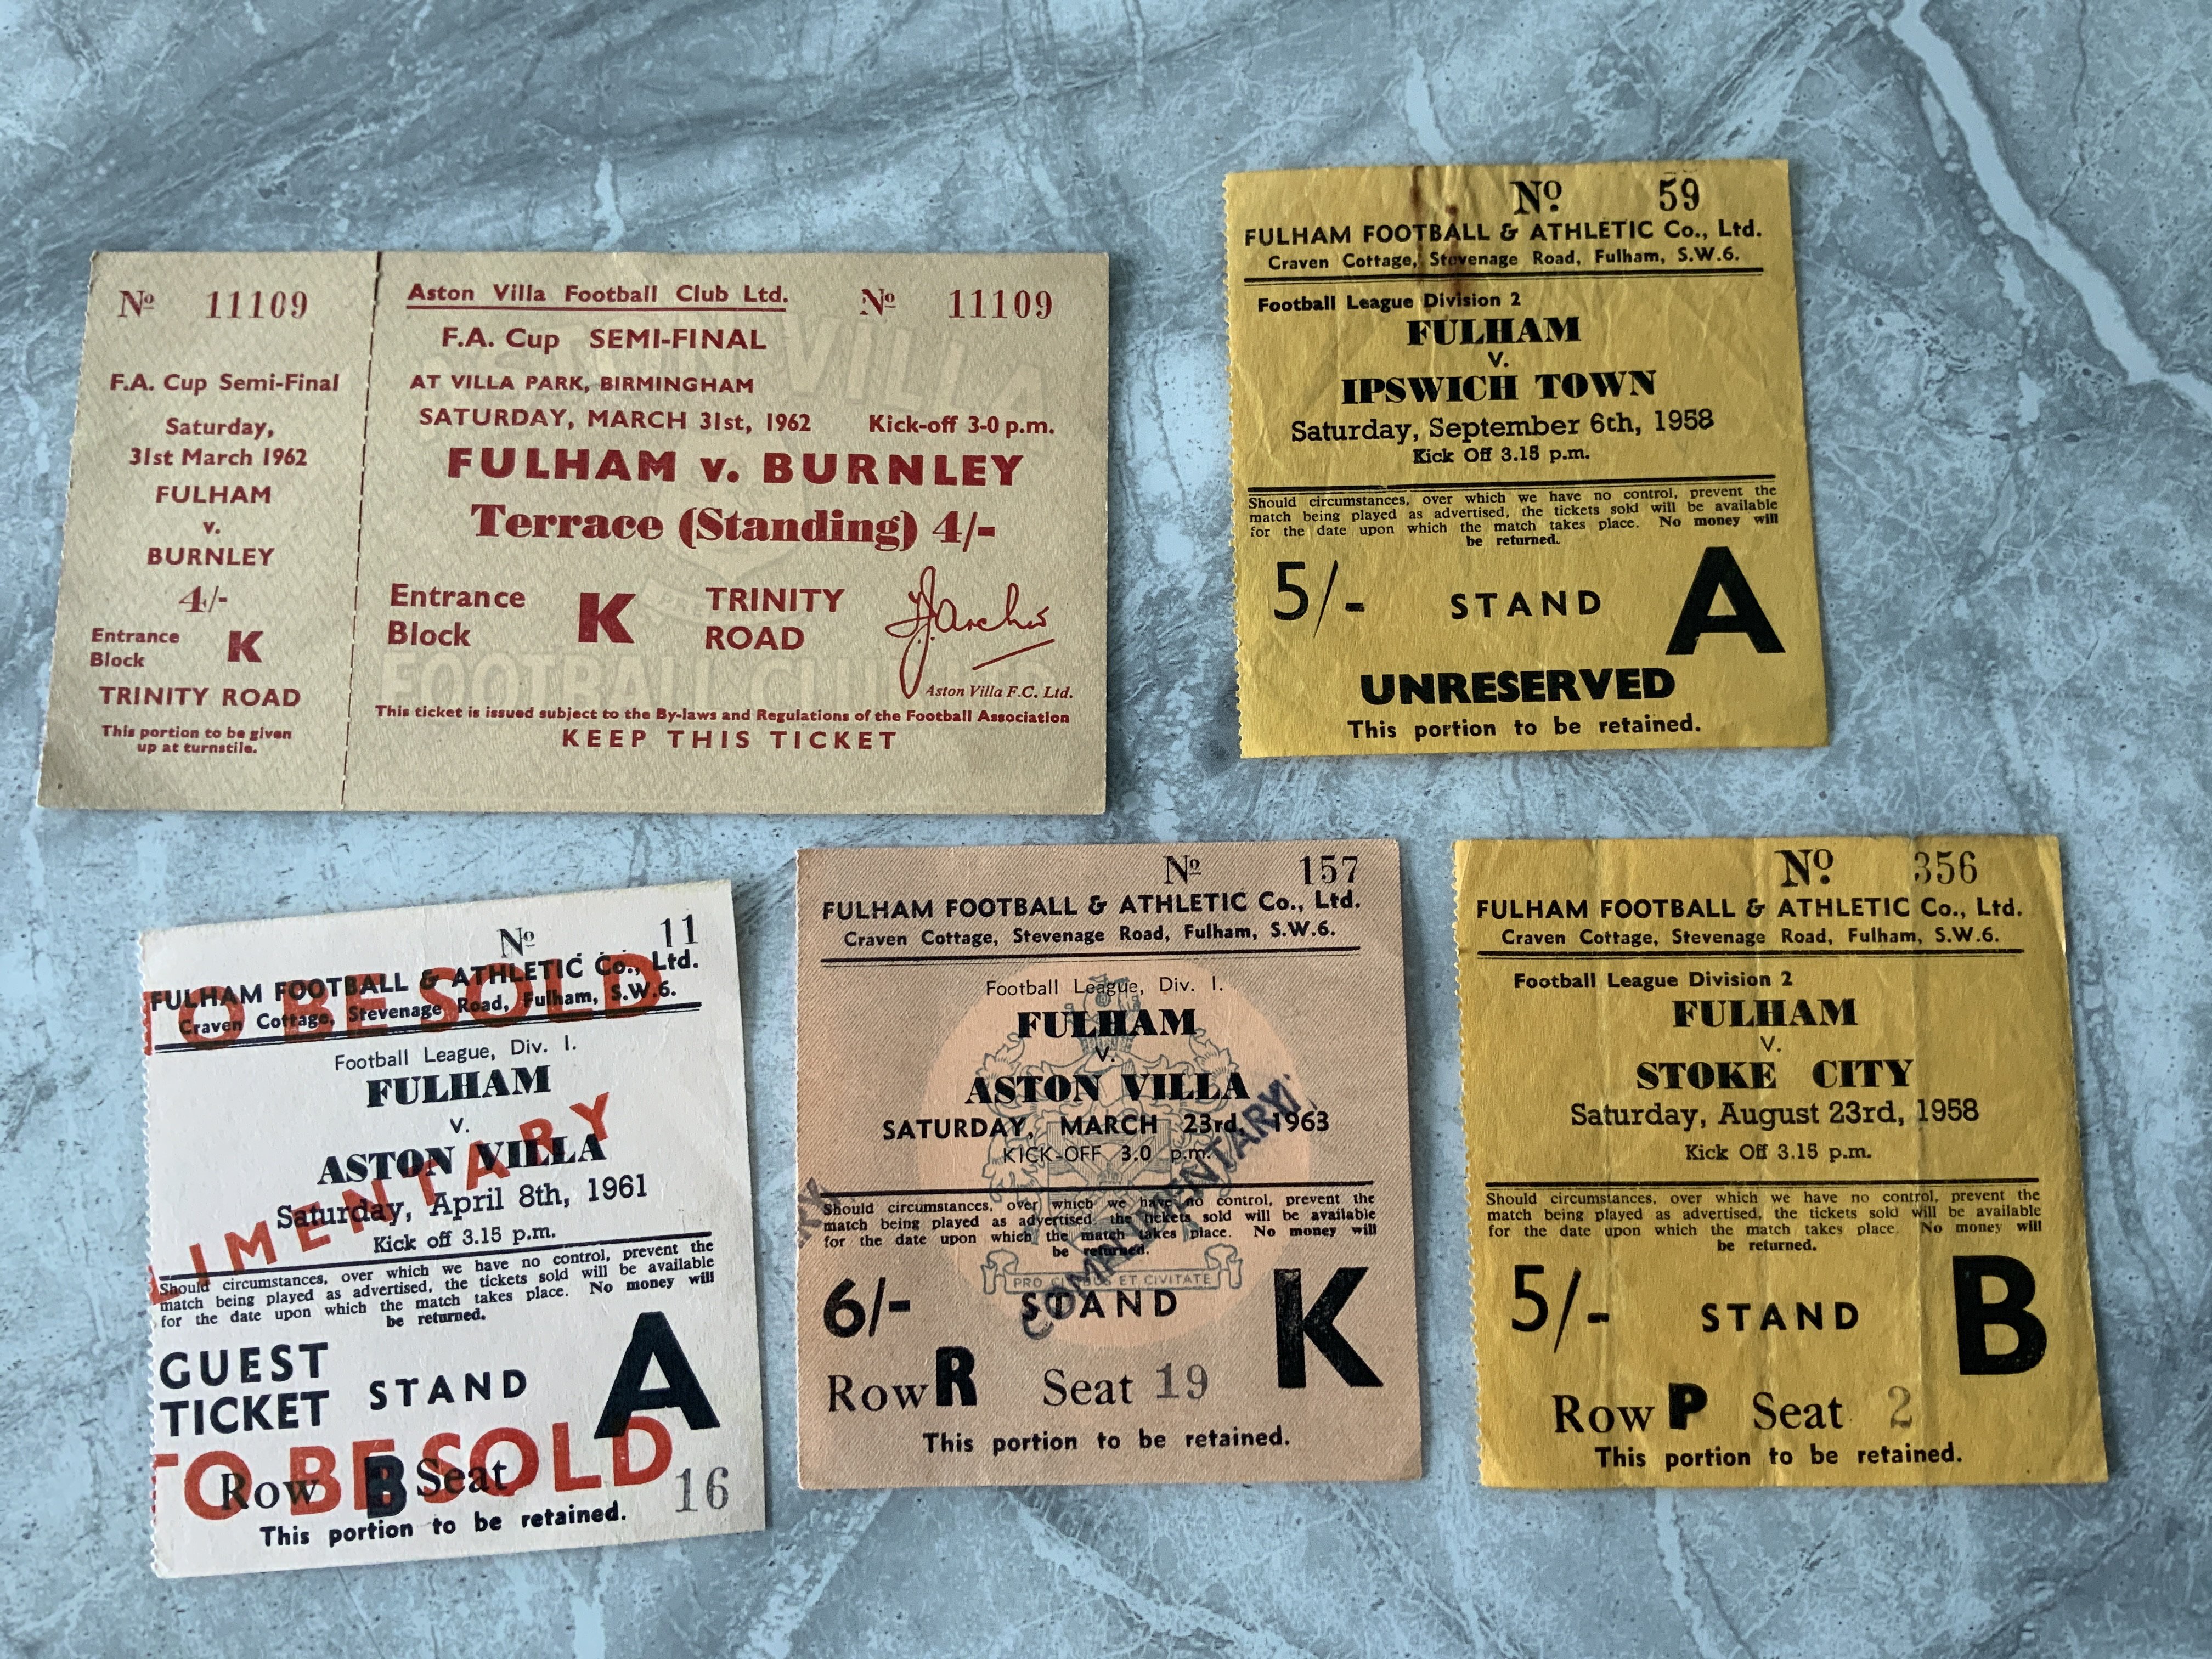 No 11109
F.A. Cup Semi-Final
Saturday,
31st March 1962
FULHAM
v.
BURNLEY
4/-
Entrance
Block K
TRINITY ROAD
This portion to be given
up at turnstile.
Aston Villa Football Club Ltd. No 11109
F.A. Cup SEMI-FINAL
AT VILLA PARK, BIRMINGHAM
SATURDAY, MARCH 31st, 1962 Kick-off 3-0 p.m.
FULHAM v. BURNLEY
Terrace (Standing) 4/-
Entrance
Block K TRINITY
ROAD
Aston Villa F.C. Ltd.
This ticket is issued subject to the By-laws and Regulations of the Football Association
KEEP THIS TICKET
No. 59
FULHAM FOOTBALL & ATHLETIC Co., Ltd.
Craven Cottage, Stevenage Road, Fulham, S.W.6.
Football League Division 2
FULHAM
v.
IPSWICH TOWN
Saturday, September 6th, 1958
Kick Off 3.15 p.m.
Should circumstances, over which we have no control, prevent the
match being played as advertised, the tickets sold will be available
for the date upon which the match takes place. No money will
be returned.
5/- STAND A
UNRESERVED
This portion to be retained.
No 11
FULHAM FOOTBALL & ATHLETIC Co., Ltd.
Craven Cottage, Stevenage Road, Fulham, S.W.6.
O BE SOLD
Football League, Div. I.
FULHAM
v.
ASTON VILLA
Saturday, April 8th, 1961
Kick off 3.15 p.m.
LIMENTARY
Should circumstances, over which we have no control, prevent the
match being played as advertised, the tickets sold will be available
for the date upon which the match takes place. No money will
be returned.
GUEST
TICKET STAND A
TO BE SOLD
Row B Seat 16
This portion to be retained.
No 157
FULHAM FOOTBALL & ATHLETIC Co., Ltd.
Craven Cottage, Stevenage Road, Fulham, S.W.6.
Football League, Div. I.
FULHAM
v.
ASTON VILLA
SATURDAY, MARCH 23rd, 1963
KICK-OFF 3.0 p.m.
COMPLIMENTARY
Should circumstances, over which we have no control, prevent the
match being played as advertised, the tickets sold will be available
for the date upon which the match takes place. No money will
be returned.
PRO CIVIBUS ET CIVITATE
6/- STAND K
Row R Seat 19
This portion to be retained.
No. 356
FULHAM FOOTBALL & ATHLETIC Co., Ltd.
Craven Cottage, Stevenage Road, Fulham, S.W.6.
Football League Division 2
FULHAM
v.
STOKE CITY
Saturday, August 23rd, 1958
Kick Off 3.15 p.m.
Should circumstances, over which we have no control, prevent the
match being played as advertised, the tickets sold will be available
for the date upon which the match takes place. No money will
be returned.
5/- STAND B
Row P Seat 2
This portion to be retained.